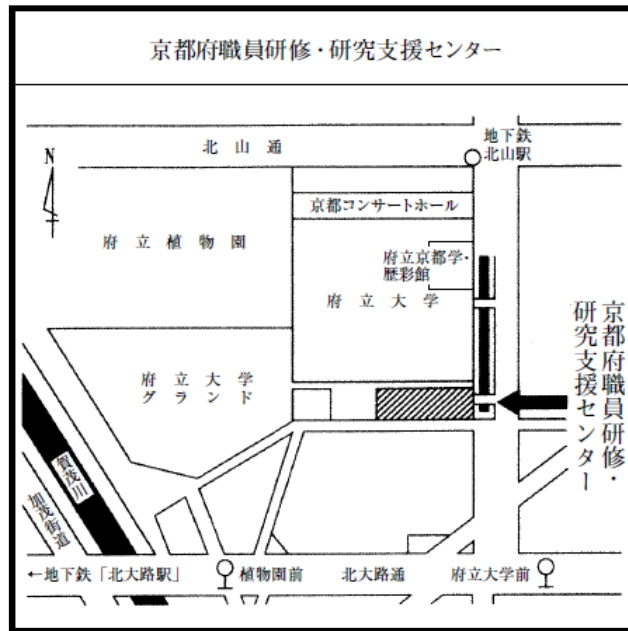 京都府職員研修・研究支援センター
地下鉄
北山駅
北山通
N
京都コンサートホール
府立植物園
府立京都学・
歴彩館
府立大学
京都府職員研修・
研究支援センター
府立大学
グランド
賀茂川
加茂街道
←地下鉄「北大路駅」
植物園前
北大路通
府立大学前